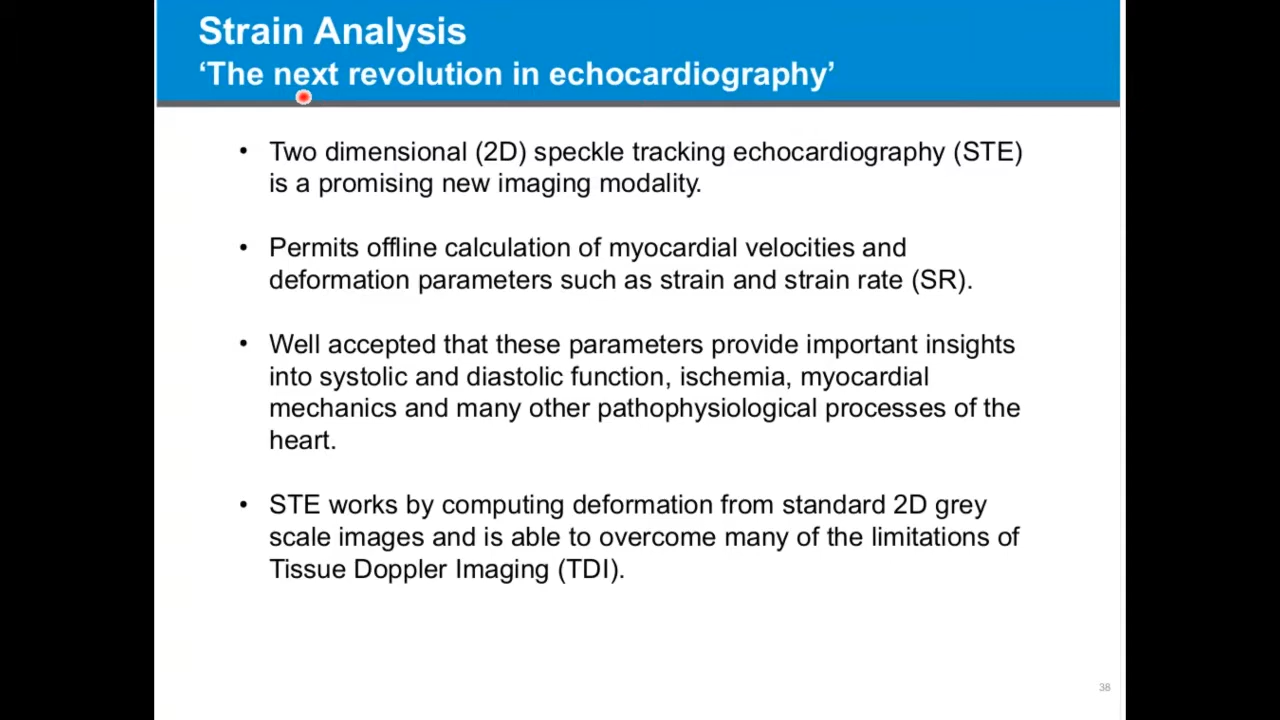 Strain Analysis
‘The next revolution in echocardiography’
• Two dimensional (2D) speckle tracking echocardiography (STE)
is a promising new imaging modality.
• Permits offline calculation of myocardial velocities and
deformation parameters such as strain and strain rate (SR).
• Well accepted that these parameters provide important insights
into systolic and diastolic function, ischemia, myocardial
mechanics and many other pathophysiological processes of the
heart.
• STE works by computing deformation from standard 2D grey
scale images and is able to overcome many of the limitations of
Tissue Doppler Imaging (TDI).
38